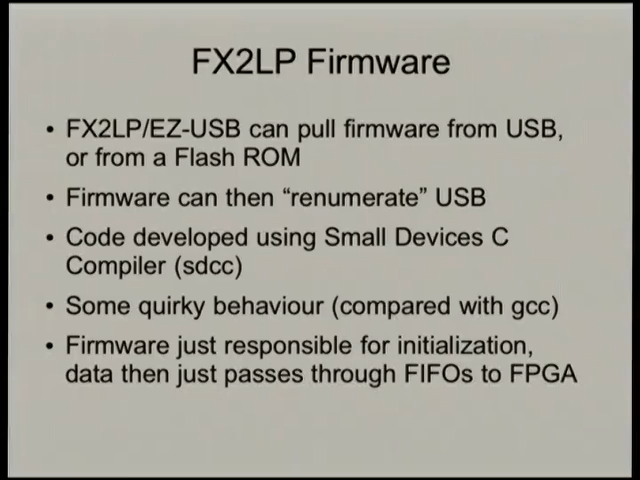 FX2LP Firmware
• FX2LP/EZ-USB can pull firmware from USB,
or from a Flash ROM
• Firmware can then “renumerate” USB
• Code developed using Small Devices C
Compiler (sdcc)
• Some quirky behaviour (compared with gcc)
• Firmware just responsible for initialization,
data then just passes through FIFOs to FPGA